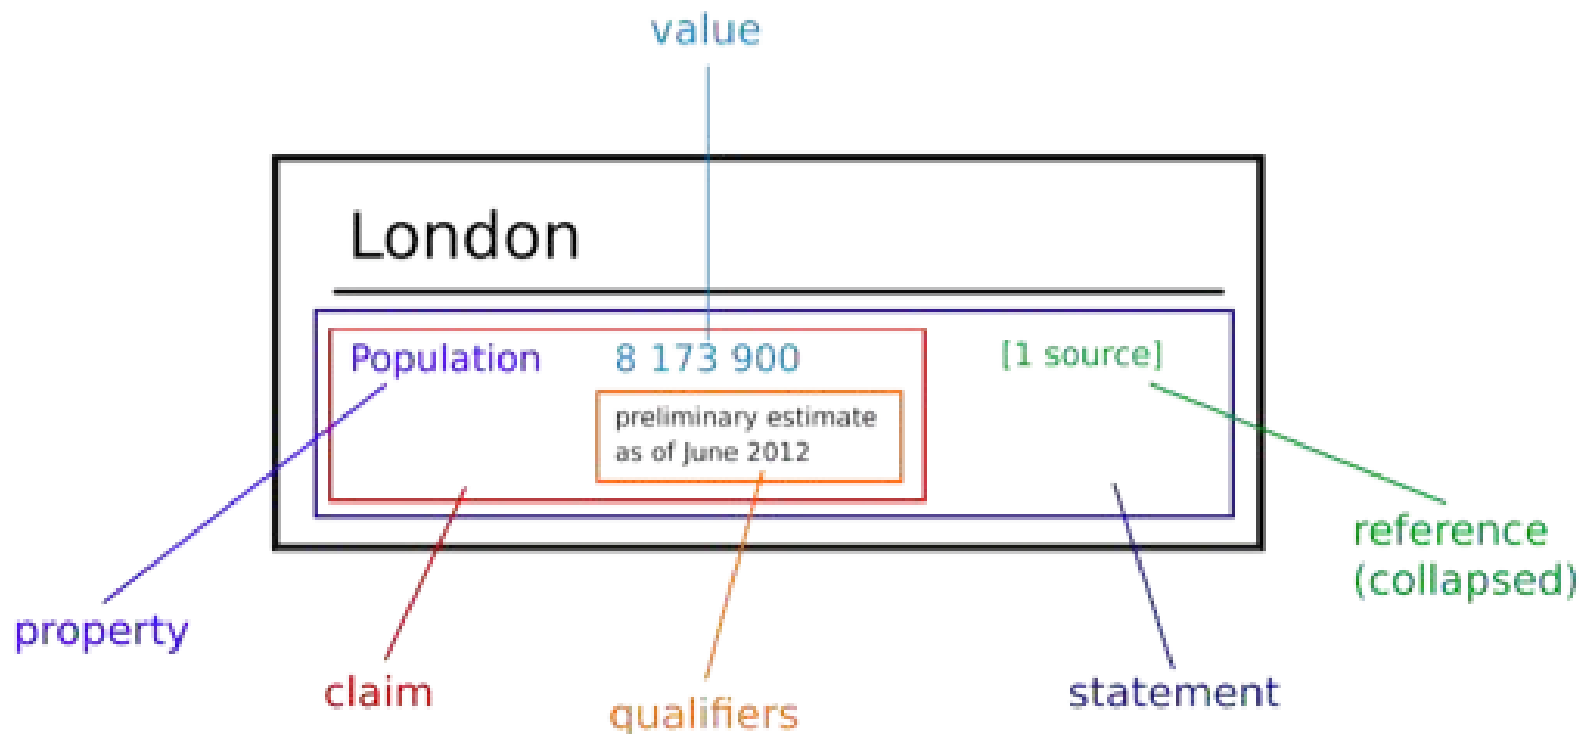 value
London
Population 8 173 900 [1 source]
preliminary estimate
as of June 2012
reference
(collapsed)
property
claim
qualifiers
statement